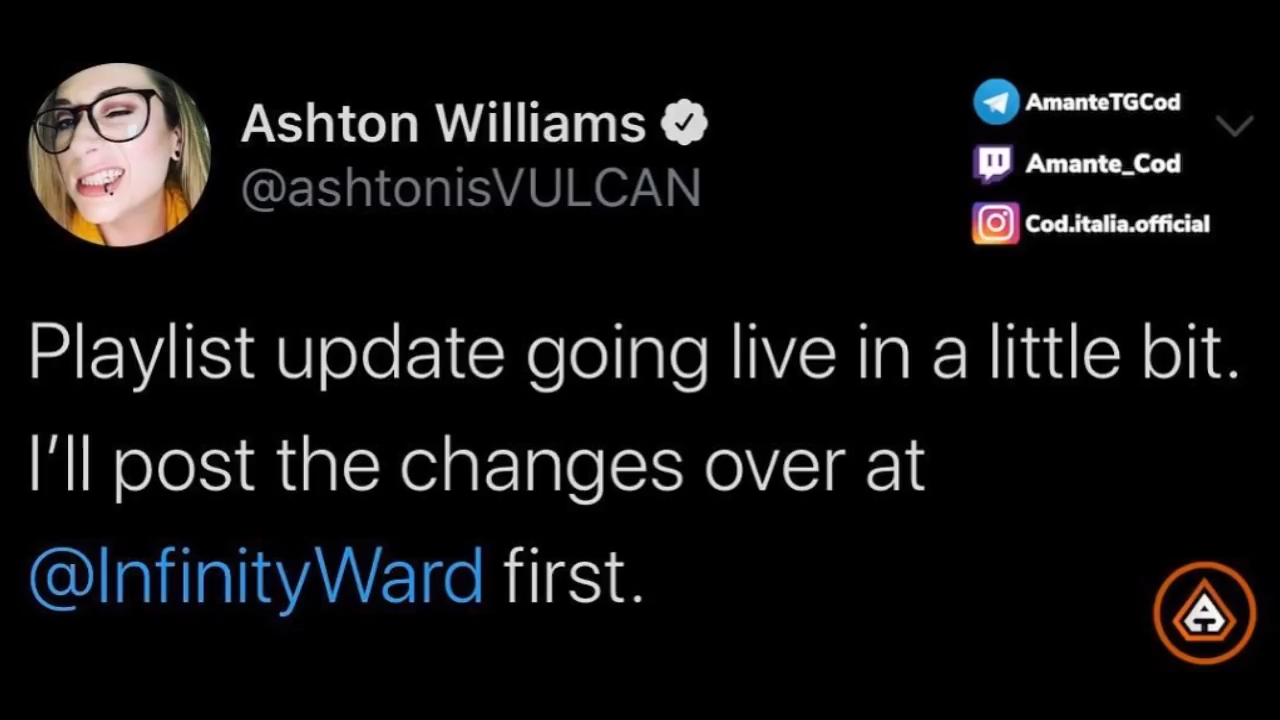 Ashton Williams
@ashtonisVULCAN
AmanteTGCod
Amante_Cod
Cod.italia.official
Playlist update going live in a little bit.
I’ll post the changes over at
@InfinityWard first.